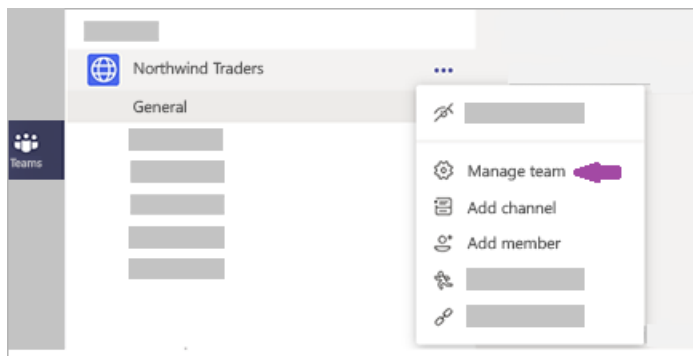 Northwind Traders
General
Teams
Manage team
Add channel
Add member